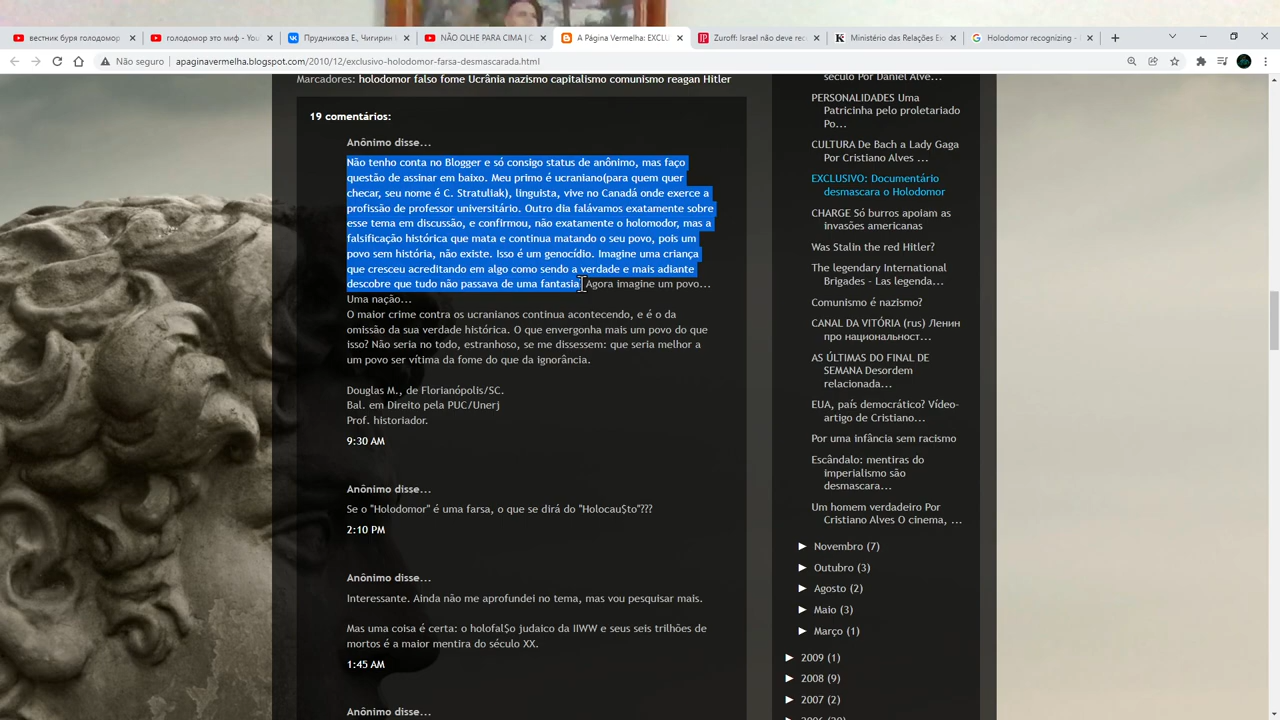 вестник буря голодомор
голодомор это миф - You
Прудникова Е., Чигирин Г
NÃO OLHE PARA CIMA | C
A Página Vermelha: EXCLU
Zuroff: Israel não deve reco
Ministério das Relações Ex
Holodomor recognizing -
Não seguro
apaginavermelha.blogspot.com/2010/12/exclusivo-holodomor-farsa-desmascarada.html
Marcadores: holodomor falso fome Ucrânia nazismo capitalismo comunismo reagan Hitler
19 comentários:
Anônimo disse...
Não tenho conta no Blogger e só consigo status de anônimo, mas faço
questão de assinar em baixo. Meu primo é ucraniano(para quem quer
checar, seu nome é C. Stratuliak), linguista, vive no Canadá onde exerce a
profissão de professor universitário. Outro dia falávamos exatamente sobre
esse tema em discussão, e confirmou, não exatamente o holomodor, mas a
falsificação histórica que mata e continua matando o seu povo, pois um
povo sem história, não existe. Isso é um genocídio. Imagine uma criança
que cresceu acreditando em algo como sendo a verdade e mais adiante
descobre que tudo não passava de uma fantasia. Agora imagine um povo...
Uma nação...
O maior crime contra os ucranianos continua acontecendo, e é o da
omissão da sua verdade histórica. O que envergonha mais um povo do que
isso? Não seria no todo, estranhoso, se me dissessem: que seria melhor a
um povo ser vítima da fome do que da ignorância.
Douglas M., de Florianópolis/SC.
Bal. em Direito pela PUC/Unerj
Prof. historiador.
9:30 AM
Anônimo disse...
Se o "Holodomor" é uma farsa, o que se dirá do "Holocau$to"???
2:10 PM
Anônimo disse...
Interessante. Ainda não me aprofundei no tema, mas vou pesquisar mais.
Mas uma coisa é certa: o holofal$o judaico da IIWW e seus seis trilhões de
mortos é a maior mentira do século XX.
1:45 AM
Anônimo disse...
século Por Daniel Alve...
PERSONALIDADES Uma
Patricinha pelo proletariado
Po...
CULTURA De Bach a Lady Gaga
Por Cristiano Alves ...
EXCLUSIVO: Documentário
desmascara o Holodomor
CHARGE Só burros apoiam as
invasões americanas
Was Stalin the red Hitler?
The legendary International
Brigades - Las legenda...
Comunismo é nazismo?
CANAL DA VITÓRIA (rus) Ленин
про национальност...
AS ÚLTIMAS DO FINAL DE
SEMANA Desordem
relacionada...
EUA, país democrático? Vídeo-
artigo de Cristiano...
Por uma infância sem racismo
Escândalo: mentiras do
imperialismo são
desmascara...
Um homem verdadeiro Por
Cristiano Alves O cinema, ...
Novembro (7)
Outubro (3)
Agosto (2)
Maio (3)
Março (1)
2009 (1)
2008 (9)
2007 (2)